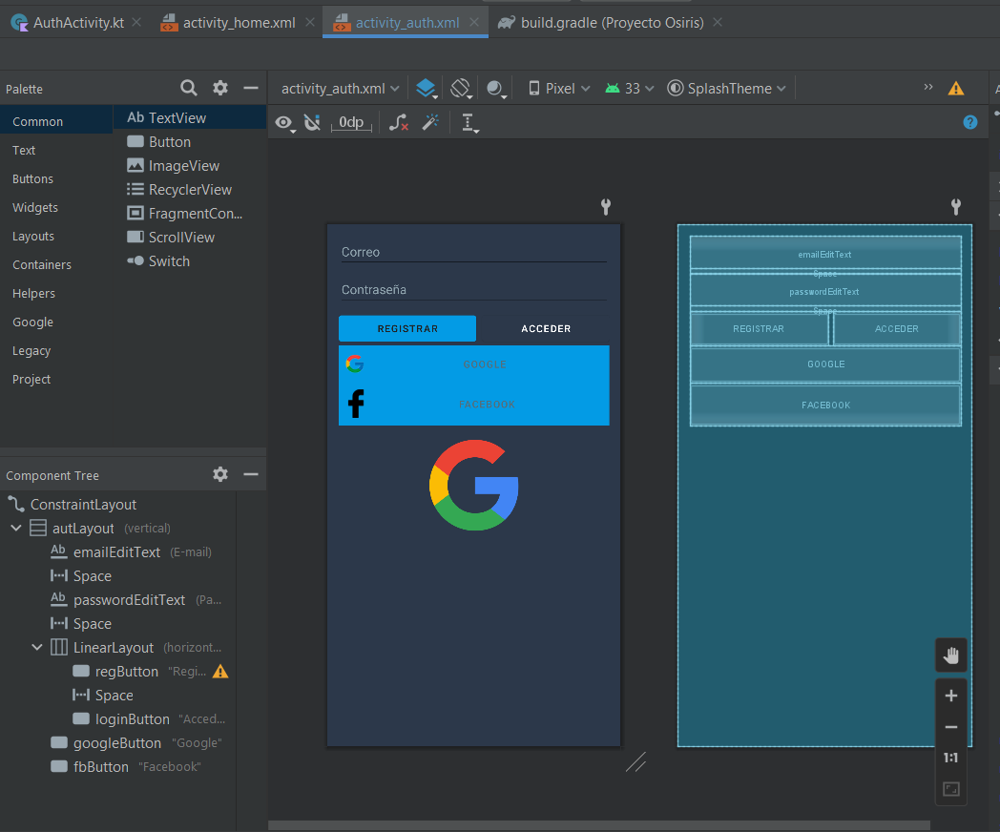 AuthActivity.kt
activity_home.xml
activity_auth.xml
build.gradle (Proyecto Osiris)
Palette
activity_auth.xml
Pixel
33
SplashTheme
»
A
Common
Text
Buttons
Widgets
Layouts
Containers
Helpers
Google
Legacy
Project
Ab TextView
Button
ImageView
RecyclerView
FragmentCon...
ScrollView
Switch
0dp
?
Correo
Contraseña
REGISTRAR
ACCEDER
GOOGLE
FACEBOOK
emailEditText
Space
passwordEditText
Space
REGISTRAR
ACCEDER
GOOGLE
FACEBOOK
Component Tree
ConstraintLayout
autLayout (vertical)
Ab emailEditText (E-mail)
Space
Ab passwordEditText (Pa...
Space
LinearLayout (horizont...
regButton "Regi...
Space
loginButton "Acced...
googleButton "Google"
fbButton "Facebook"
1:1